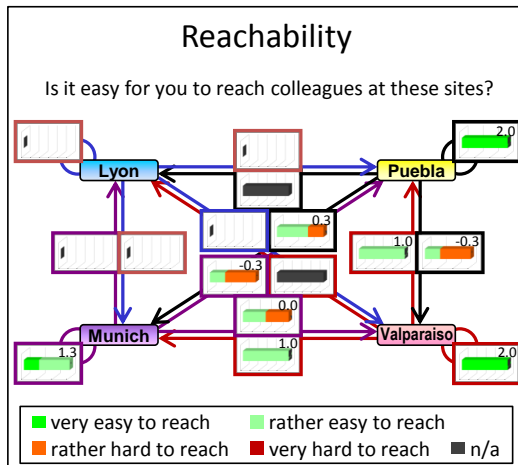 Reachability
Is it easy for you to reach colleagues at these sites?
2.0
Lyon
Puebla
0.3
1.0
-0.3
-0.3
0.0
Munich
Valparaiso
1.3
1.0
2.0
very easy to reach
rather easy to reach
rather hard to reach
very hard to reach
n/a